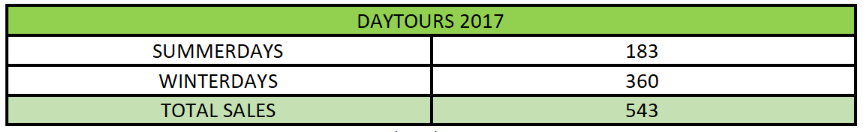 DAYTOURS 2017
SUMMERDAYS 183
WINTERDAYS 360
TOTAL SALES 543